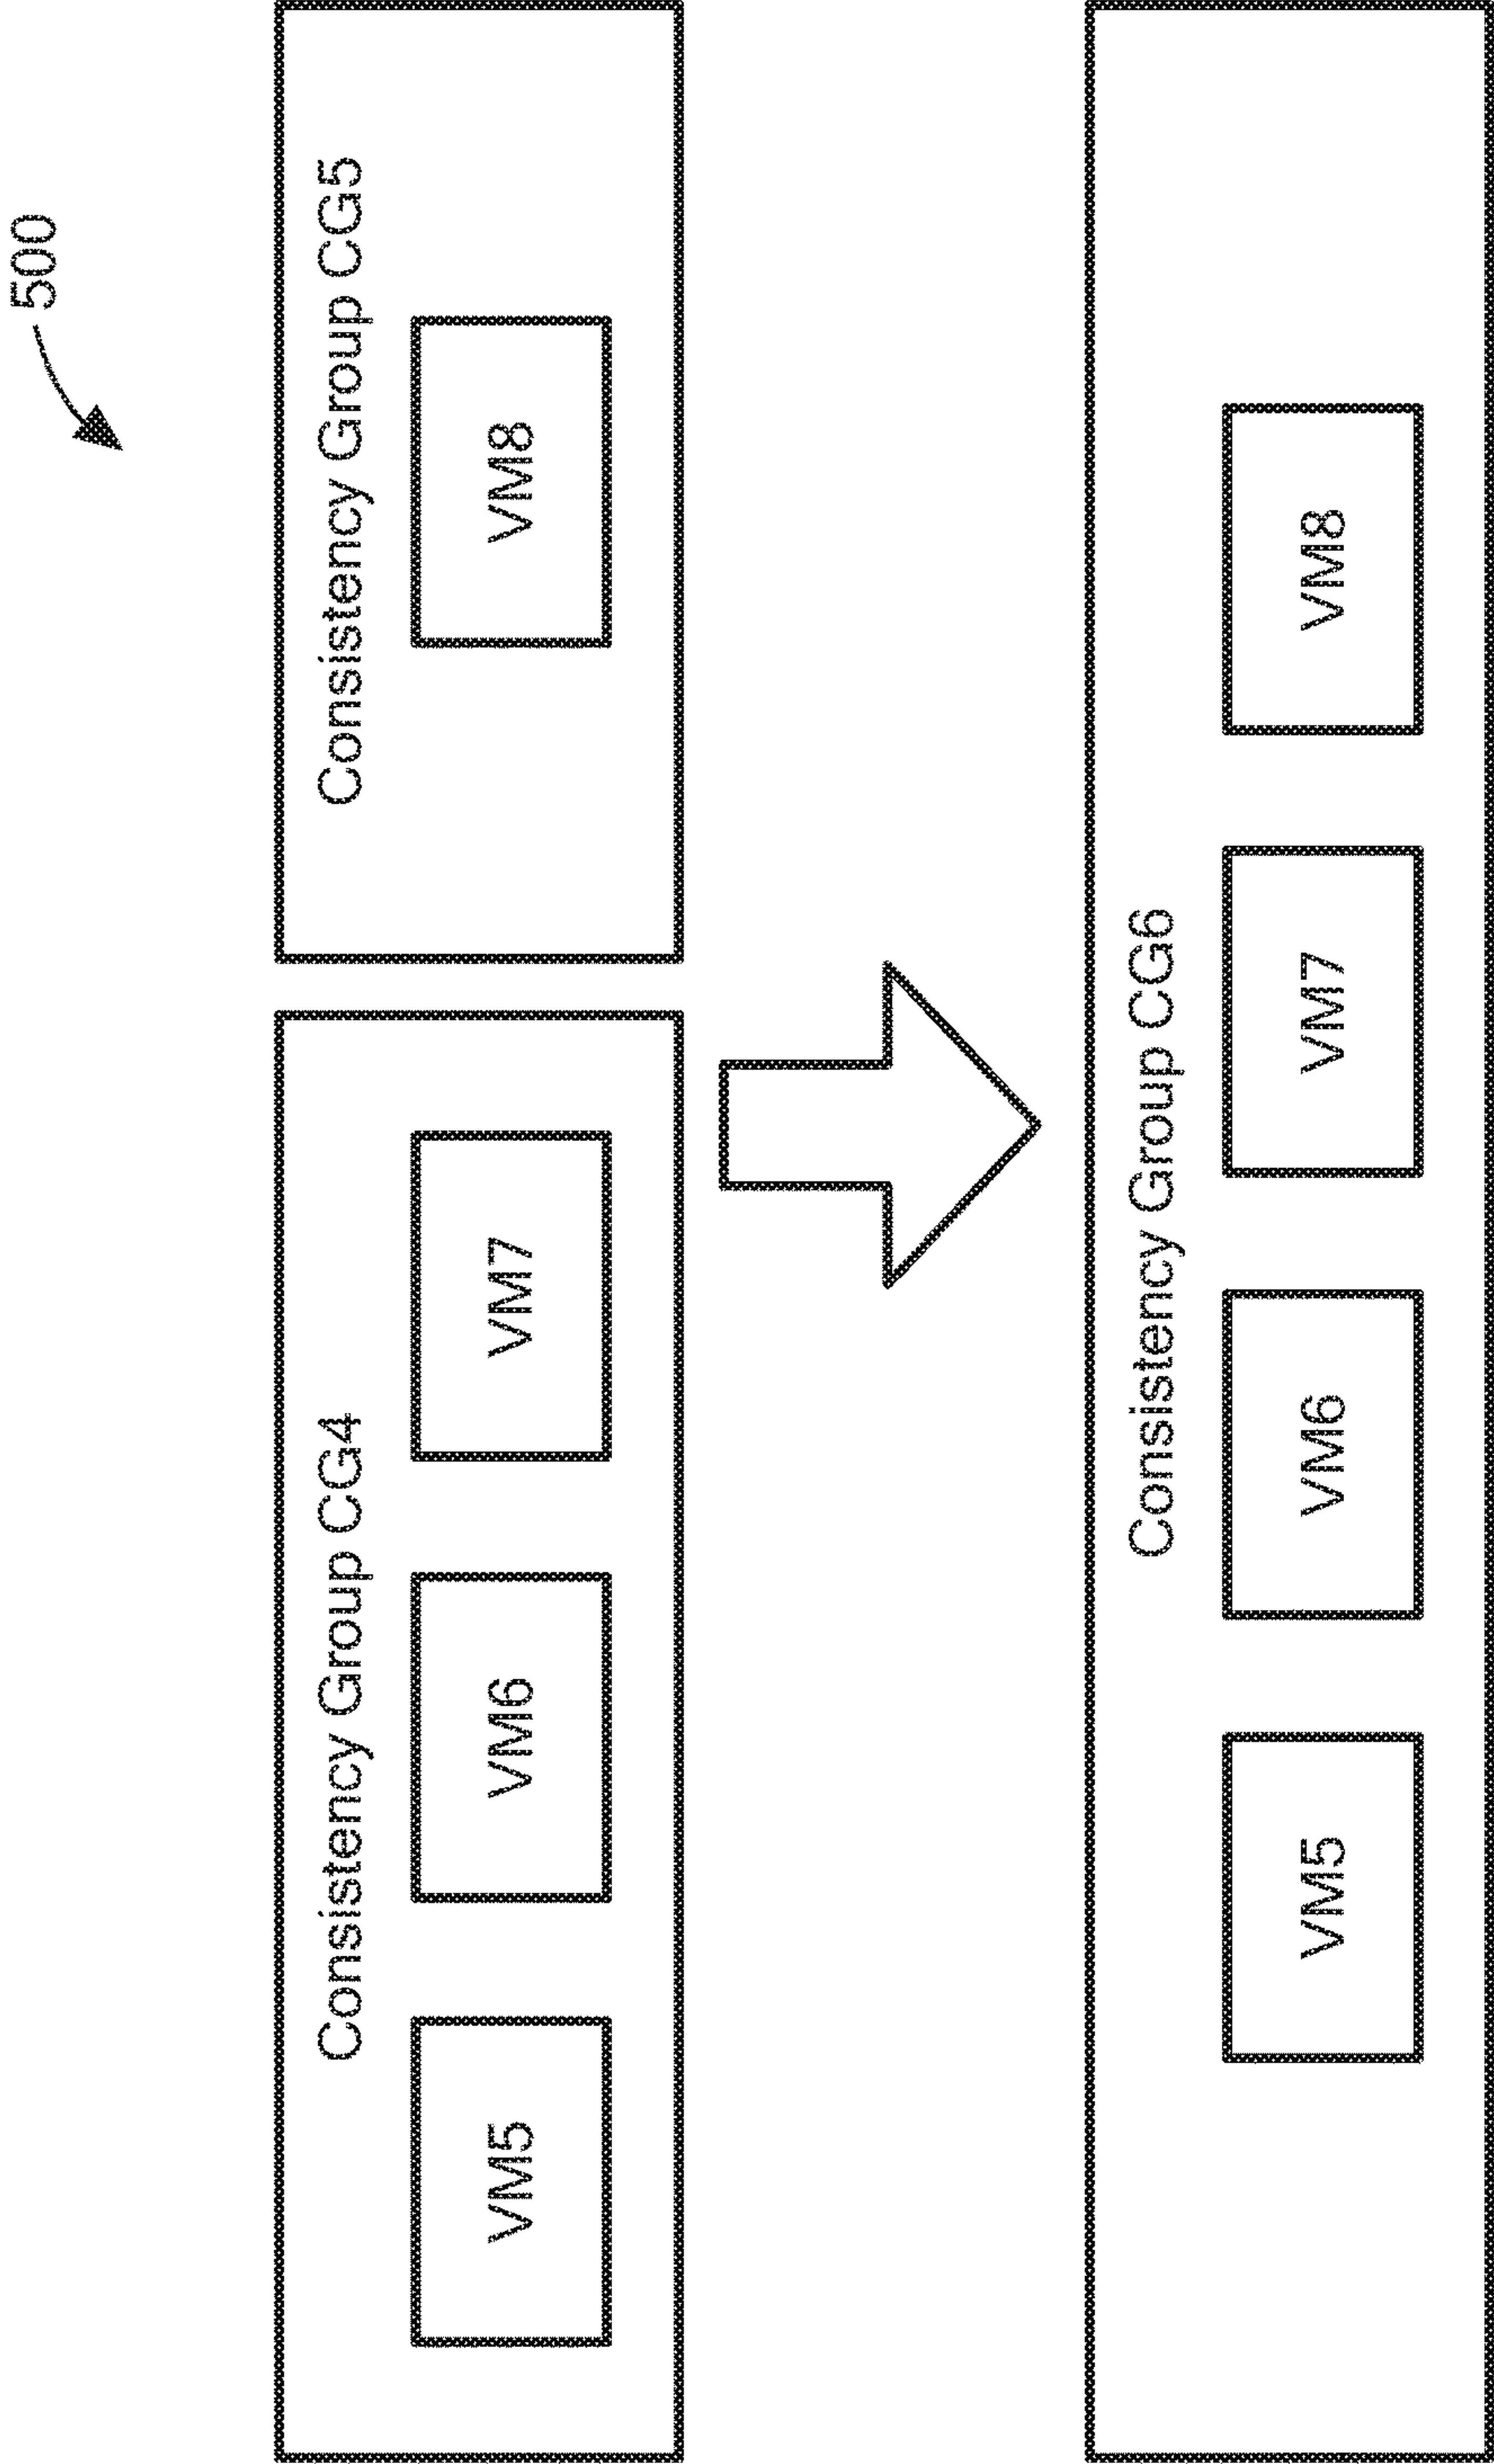 500
Consistency Group CG4
VM5
VM6
VM7
Consistency Group CG5
VM8
Consistency Group CG6
VM5
VM6
VM7
VM8